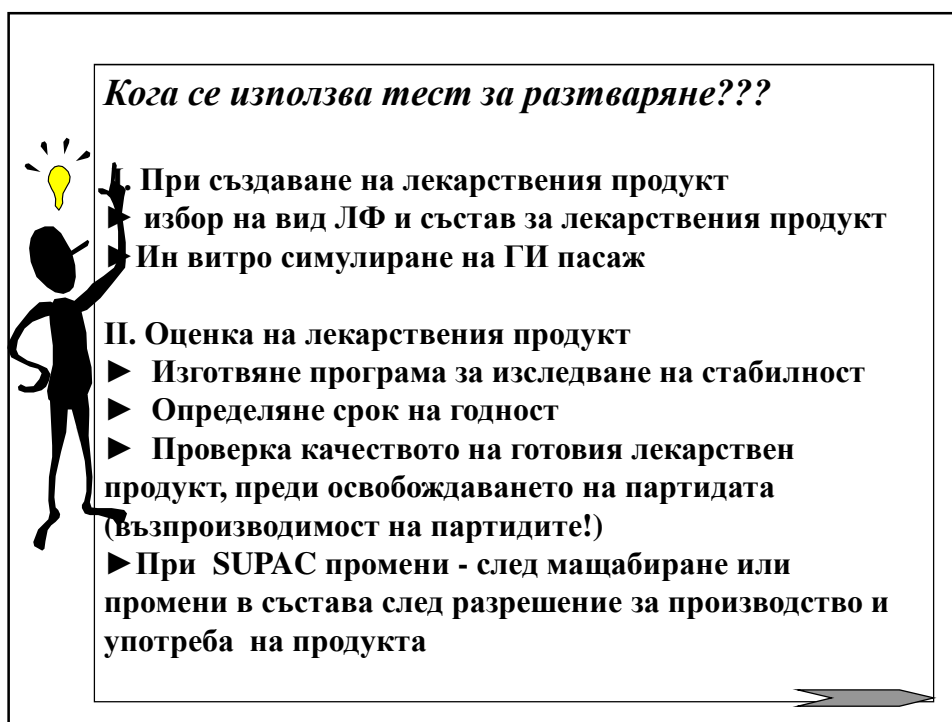 Кога се използва тест за разтваряне???
I. При създаване на лекарствения продукт
► избор на вид ЛФ и състав за лекарствения продукт
►Ин витро симулиране на ГИ пасаж
II. Оценка на лекарствения продукт
► Изготвяне програма за изследване на стабилност
► Определяне срок на годност
► Проверка качеството на готовия лекарствен
продукт, преди освобождаването на партидата
(възпроизводимост на партидите!)
►При SUPAC промени - след мащабиране или
промени в състава след разрешение за производство и
употреба на продукта